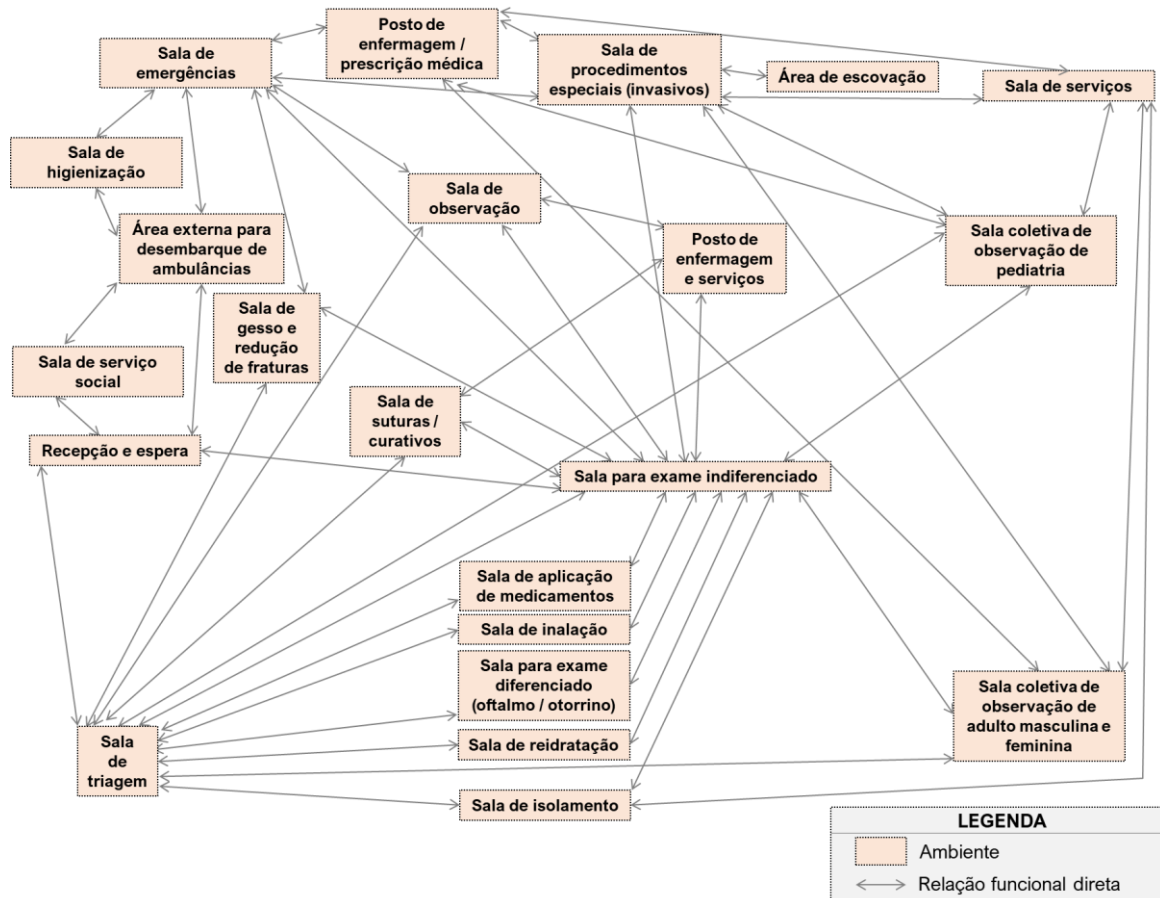 Posto de
enfermagem /
prescrição médica
Sala de
emergências
Sala de
procedimentos
especiais (invasivos)
Área de escovação
Sala de serviços
Sala de
higienização
Sala de
observação
Área externa para
desembarque de
ambulâncias
Posto de
enfermagem
e serviços
Sala coletiva de
observação de
pediatria
Sala de
gesso e
redução
de fraturas
Sala de serviço
social
Sala de
suturas /
curativos
Recepção e espera
Sala para exame indiferenciado
Sala de aplicação
de medicamentos
Sala de inalação
Sala para exame
diferenciado
(oftalmo / otorrino)
Sala coletiva de
observação de
adulto masculina e
feminina
Sala
de
triagem
Sala de reidratação
Sala de isolamento
LEGENDA
Ambiente
Relação funcional direta